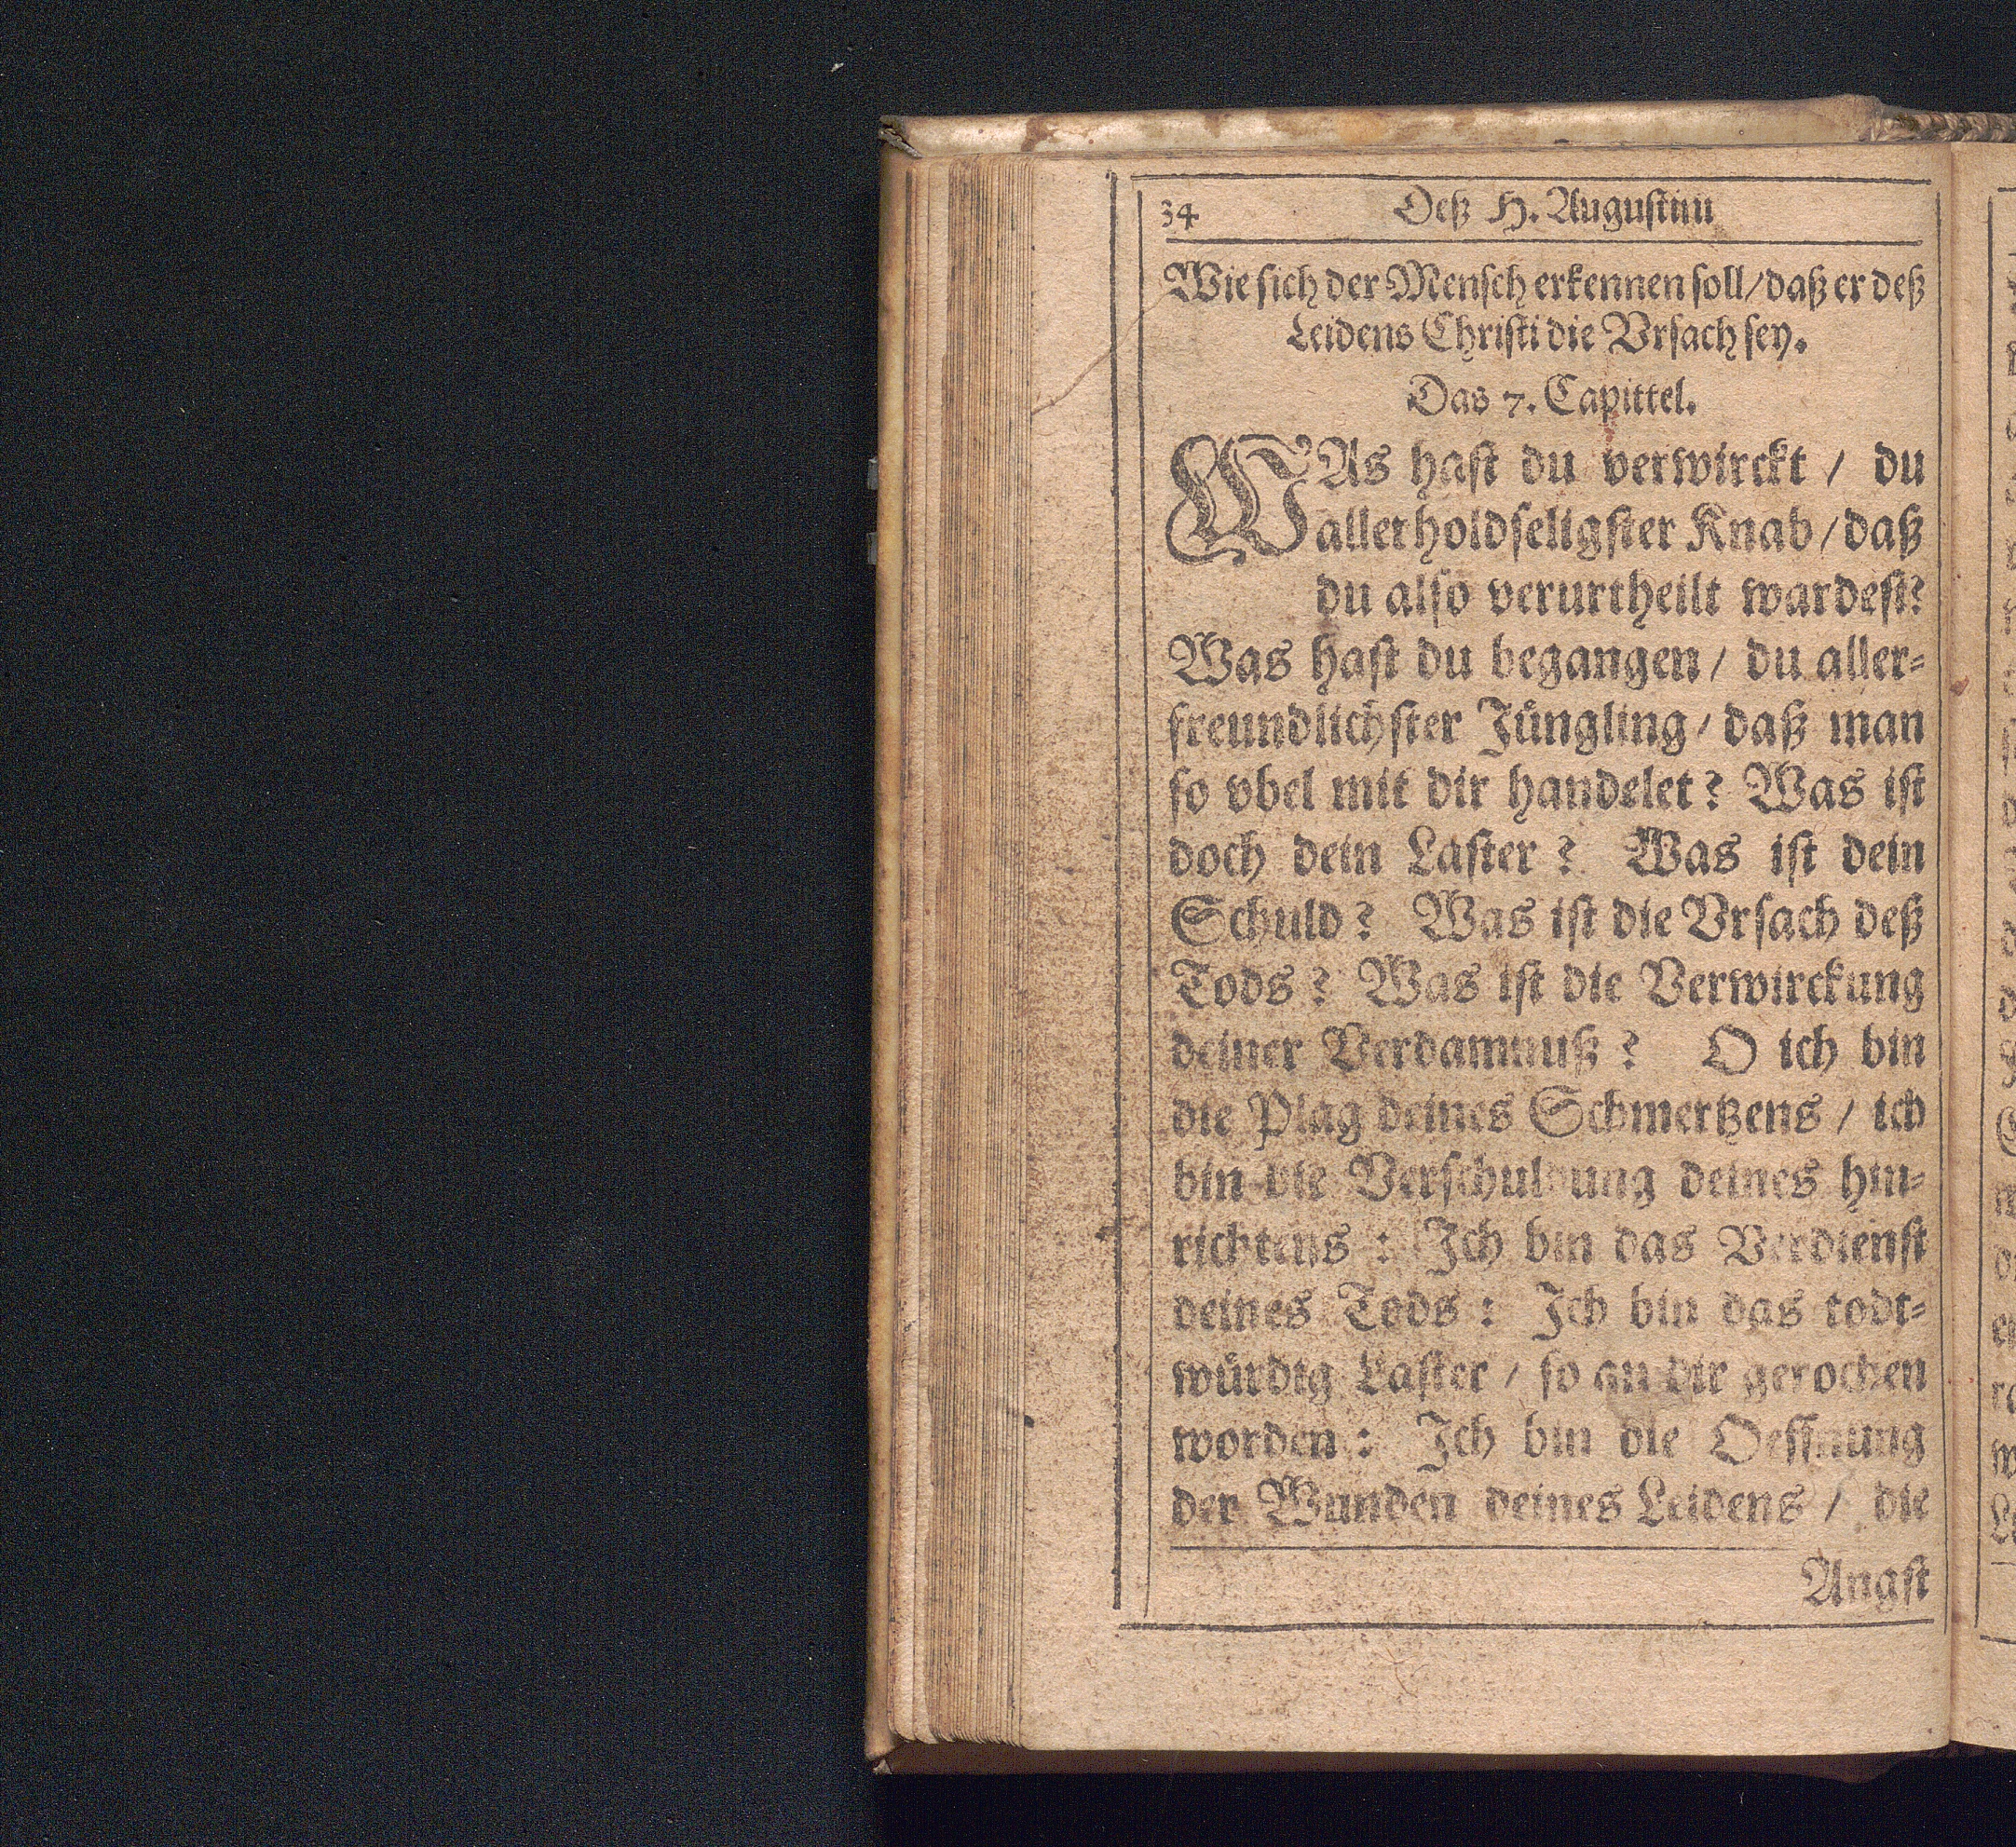 34 Deß H. Augustini
Wie sich der Mensch erkennen soll/ daß er deß
Leidens Christi die Vrsach sey.
Das 7. Capittel.
WAs hast du verwirckt / du
allerholdseligster Knab / daß
du also verurtheilt wardest?
Was hast du begangen / du aller-
freundlichster Jüngling / daß man
so vbel mit dir handelet? Was ist
doch dein Laster? Was ist dein
Schuld? Was ist die Vrsach deß
Tods? Was ist die Verwirckung
deiner Verdamnuß? O ich bin
die Plag deines Schmertzens / ich
bin die Verschuldung deines hin-
richtens: Ich bin das Verdienst
deines Tods: Ich bin das todt-
würdig Laster / so an dir gerochen
worden: Ich bin die Oeffnung
der Wunden deines Leidens / die
Angst